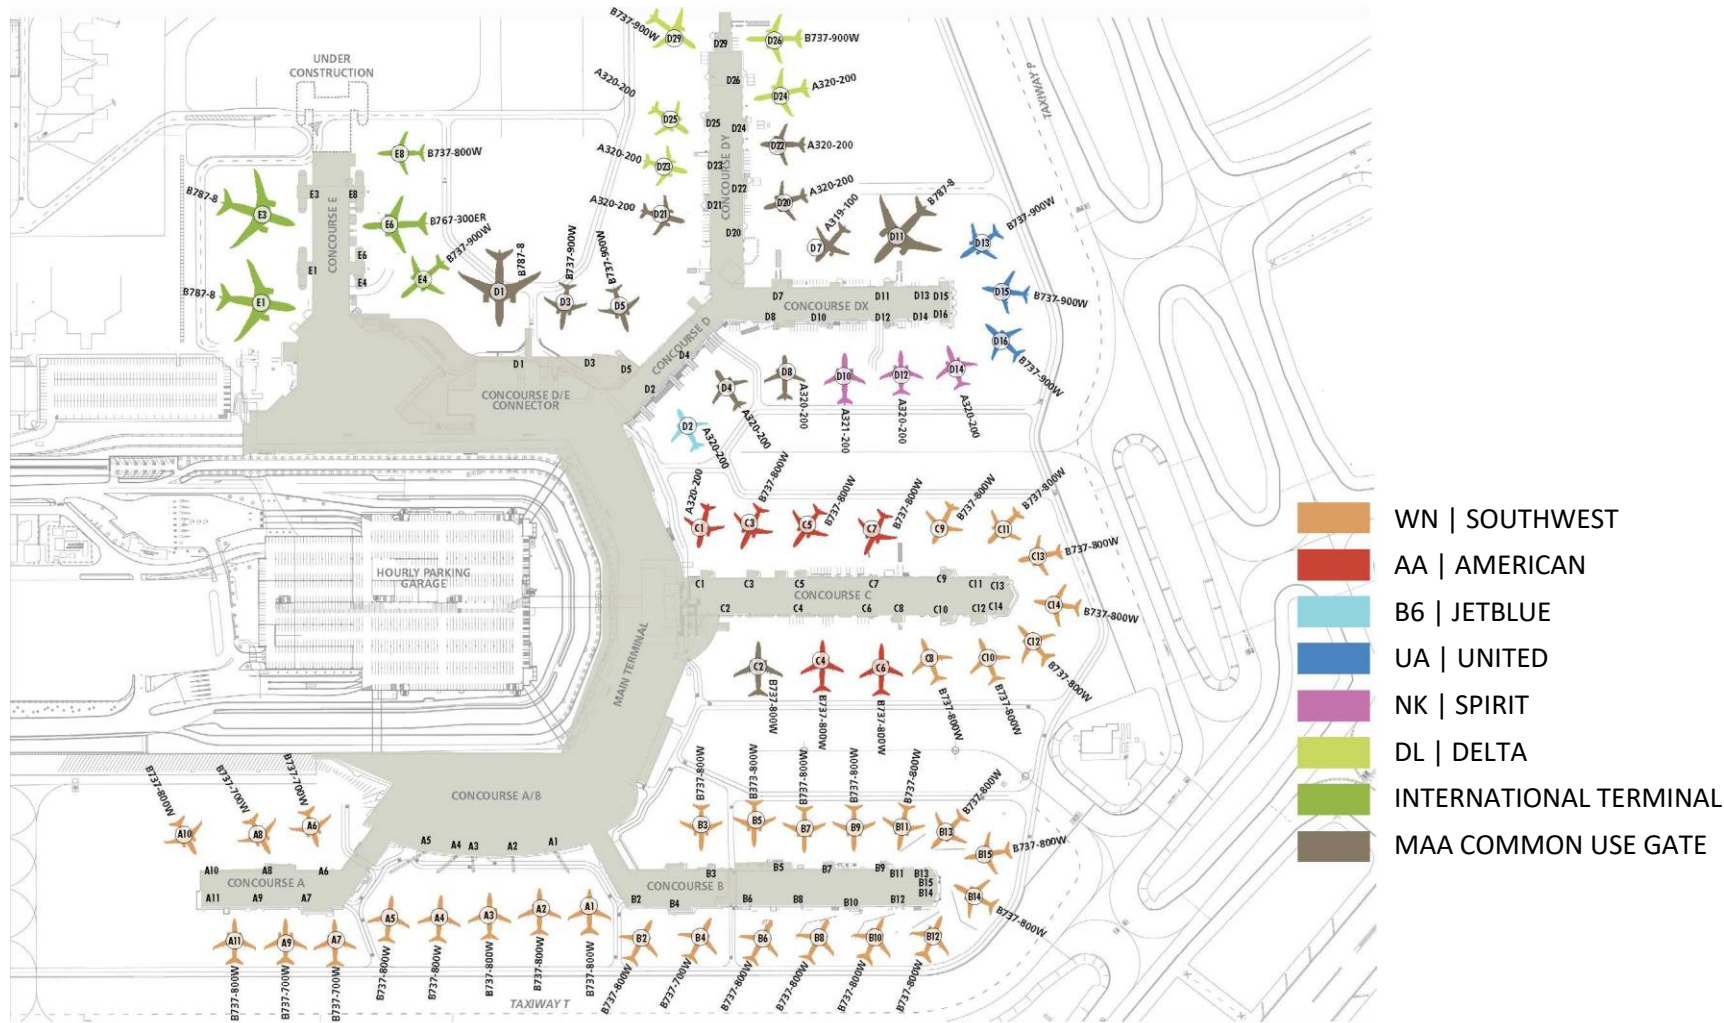 B737-900W
D29
D29
D26
B737-900W
UNDER
CONSTRUCTION
TAXIWAY P
A320-200
D26
D24
A320-200
D25
D25
D24
CONCOURSE DY
E8
B737-800W
A320-200
D23
D23
D22
A320-200
B787-8
E3
E3
E8
CONCOURSE E
E6
B767-300ER
A320-200
D21
D21
D22
D20
A320-200
D20
A319-100
D7
D11
B787-8
B737-900W
D13
E6
E1
E4
B787-8
E1
E4
B737-900W
D1
B787-8
B737-900W
D3
B737-900W
D5
D7
D11
D13
D15
CONCOURSE DX
D8
D10
D12
D14
D16
D15
B737-900W
D16
B737-900W
CONCOURSE D
D4
D2
D1
D3
D5
CONCOURSE D/E
CONNECTOR
D2
A320-200
D4
A320-200
D8
A320-200
D10
A321-200
D12
A320-200
D14
A320-200
A320-200
C1
B737-800W
C3
B737-800W
C5
B737-800W
C7
B737-800W
C9
B737-800W
C11
C13
B737-800W
HOURLY PARKING
GARAGE
C1
C3
C5
C7
C9
C11
C13
CONCOURSE C
C2
C4
C6
C8
C10
C12
C14
C14
B737-800W
MAIN TERMINAL
C2
B737-800W
C4
B737-800W
C6
B737-800W
C8
B737-800W
C10
B737-800W
C12
B737-800W
WN | SOUTHWEST
AA | AMERICAN
B6 | JETBLUE
UA | UNITED
NK | SPIRIT
DL | DELTA
INTERNATIONAL TERMINAL
MAA COMMON USE GATE
B737-800W
A10
B737-700W
A8
B737-700W
A6
CONCOURSE A/B
A5
A4
A3
A2
A1
B737-800W
B3
B737-800W
B5
B737-800W
B7
B737-800W
B9
B737-800W
B11
B737-800W
B13
B15
B737-800W
B14
B737-800W
A10
A8
A6
CONCOURSE A
A11
A9
A7
B3
B5
B7
B9
B11
B13
CONCOURSE B
B15
B14
B2
B4
B6
B8
B10
B12
A11
B737-800W
A9
B737-700W
A7
B737-700W
A5
B737-800W
A4
B737-800W
A3
B737-800W
A2
B737-800W
A1
B737-800W
B2
B737-800W
B4
B737-700W
B6
B737-800W
B8
B737-800W
B10
B737-800W
B12
B737-800W
TAXIWAY T